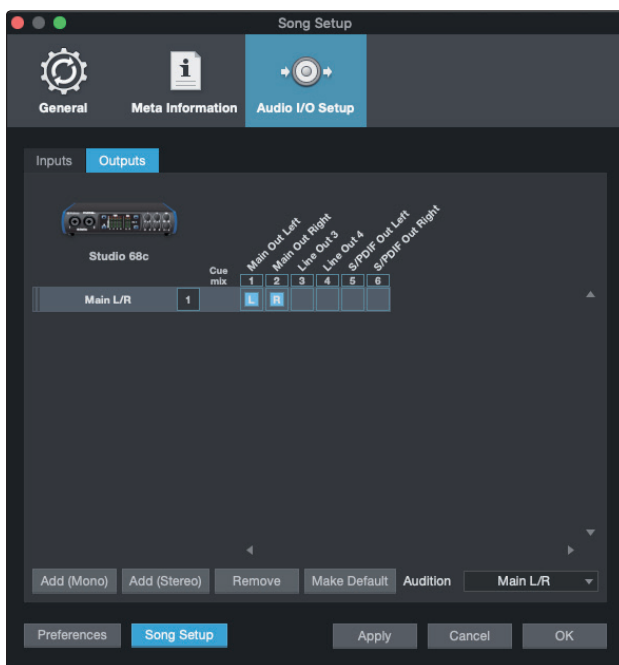 Song Setup
General Meta Information Audio I/O Setup
Inputs Outputs
Studio 68c
Cue mix
Main Out Left
Main Out Right
Line Out 3
Line Out 4
S/PDIF Out Left
S/PDIF Out Right
1 2 3 4 5 6
Main L/R 1 L R
Add (Mono) Add (Stereo) Remove Make Default Audition Main L/R
Preferences Song Setup Apply Cancel OK